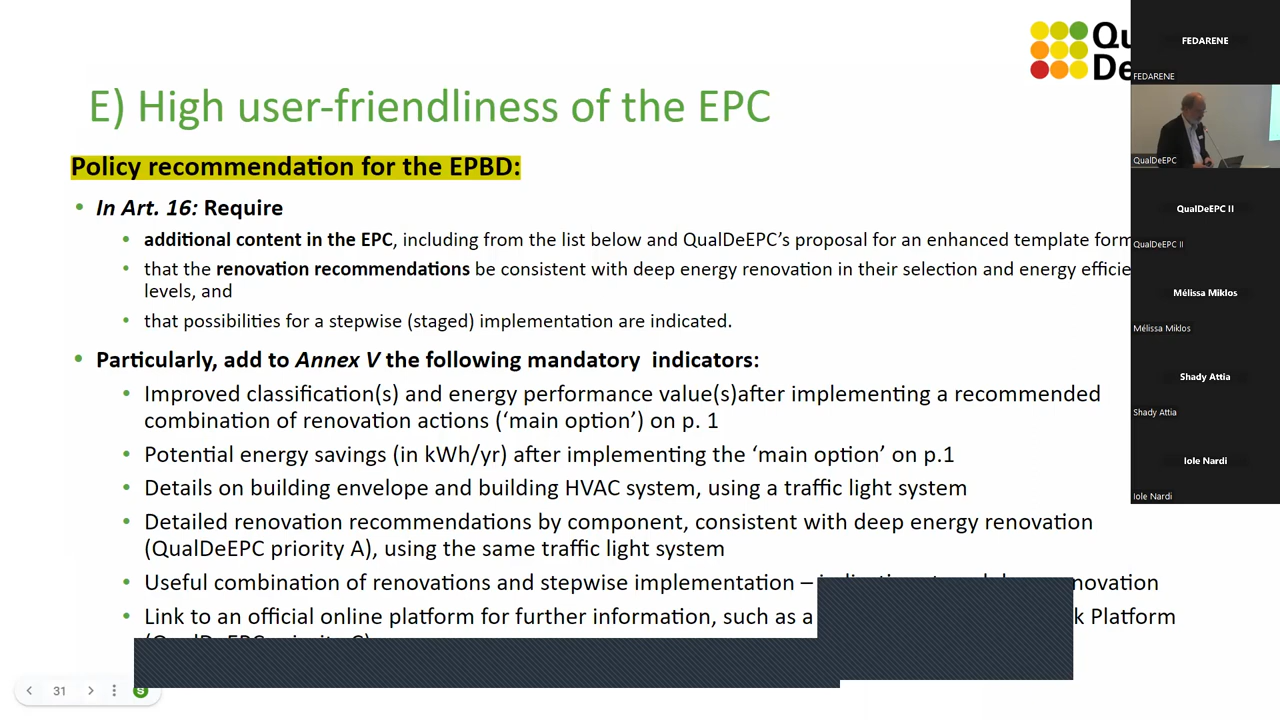 Qu
De
E) High user-friendliness of the EPC
Policy recommendation for the EPBD:
• In Art. 16: Require
• additional content in the EPC, including from the list below and QualDeEPC's proposal for an enhanced template form
• that the renovation recommendations be consistent with deep energy renovation in their selection and energy efficie
levels, and
• that possibilities for a stepwise (staged) implementation are indicated.
• Particularly, add to Annex V the following mandatory indicators:
• Improved classification(s) and energy performance value(s)after implementing a recommended
combination of renovation actions ('main option') on p. 1
• Potential energy savings (in kWh/yr) after implementing the 'main option' on p.1
• Details on building envelope and building HVAC system, using a traffic light system
• Detailed renovation recommendations by component, consistent with deep energy renovation
(QualDeEPC priority A), using the same traffic light system
• Useful combination of renovations and stepwise implementation – novation
• Link to an official online platform for further information, such as a k Platform
31
S
FEDARENE
FEDARENE
QualDeEPC
QualDeEPC II
QualDeEPC II
Mélissa Miklos
Mélissa Miklos
Shady Attia
Shady Attia
Iole Nardi
Iole Nardi